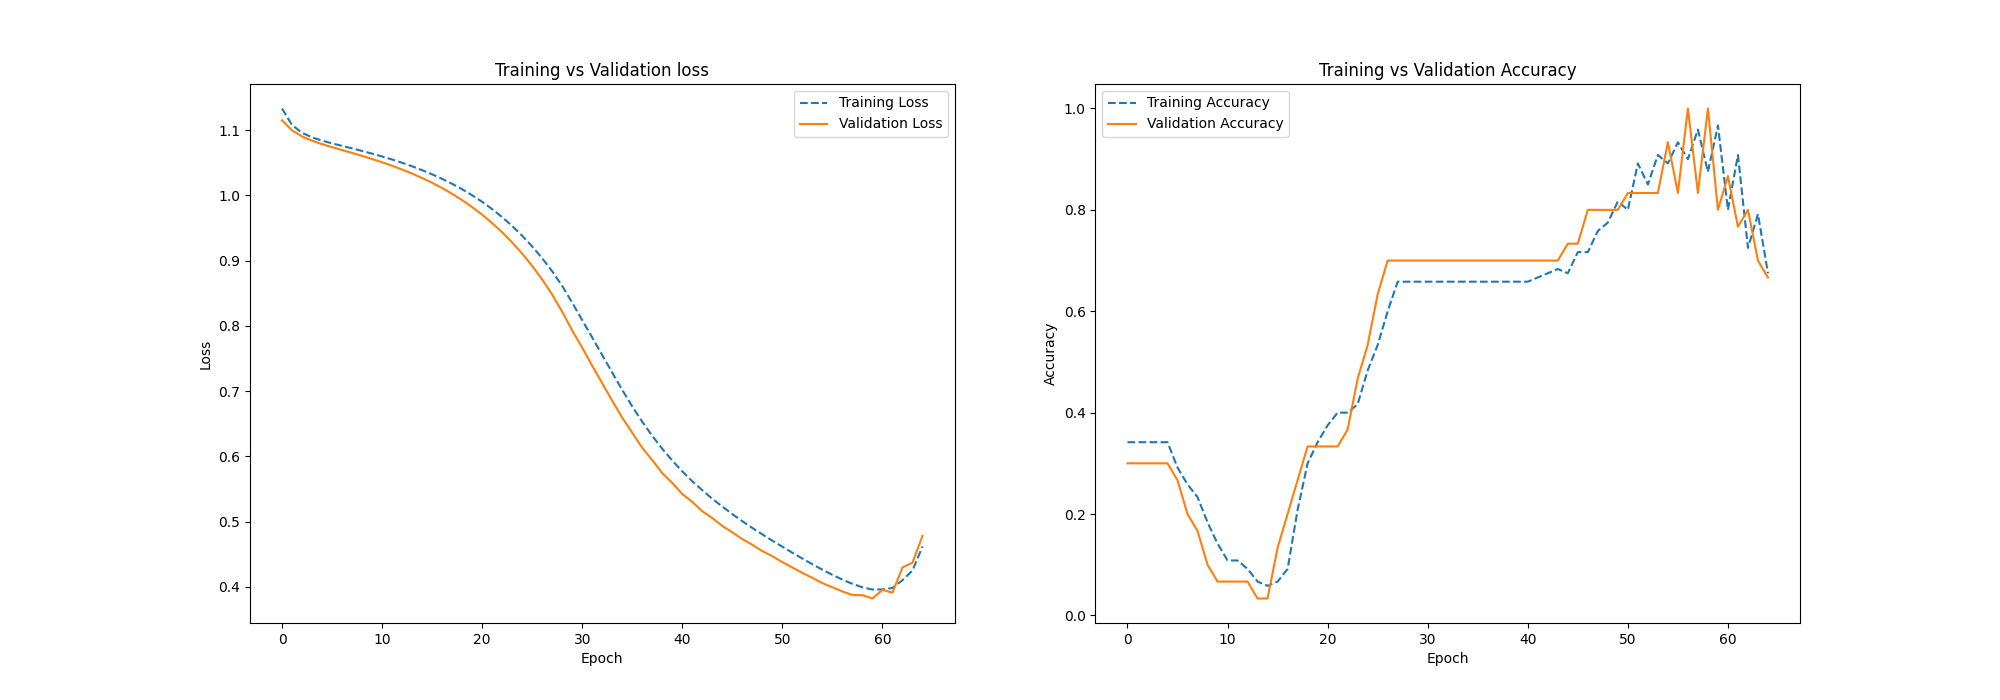 Training vs Validation loss
Training Loss
Validation Loss
1.1
1.0
0.9
0.8
0.7
0.6
0.5
0.4
Loss
0 10 20 30 40 50 60
Epoch
Training vs Validation Accuracy
Training Accuracy
Validation Accuracy
1.0
0.8
0.6
0.4
0.2
0.0
Accuracy
0 10 20 30 40 50 60
Epoch